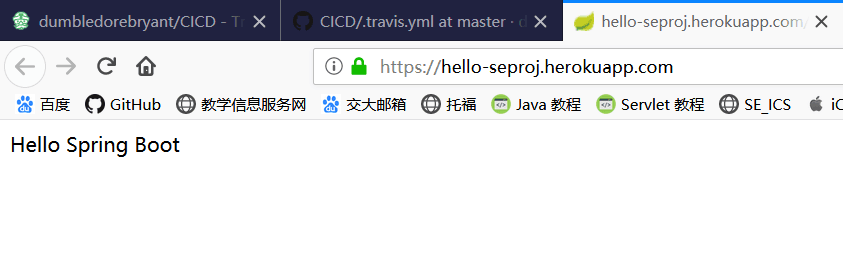 dumbledorebryant/CICD - Tr
CICD/.travis.yml at master · d
hello-seproj.herokuapp.com/
https://hello-seproj.herokuapp.com
百度 GitHub 教学信息服务网 交大邮箱 托福 Java 教程 Servlet 教程 SE_ICS iC
Hello Spring Boot